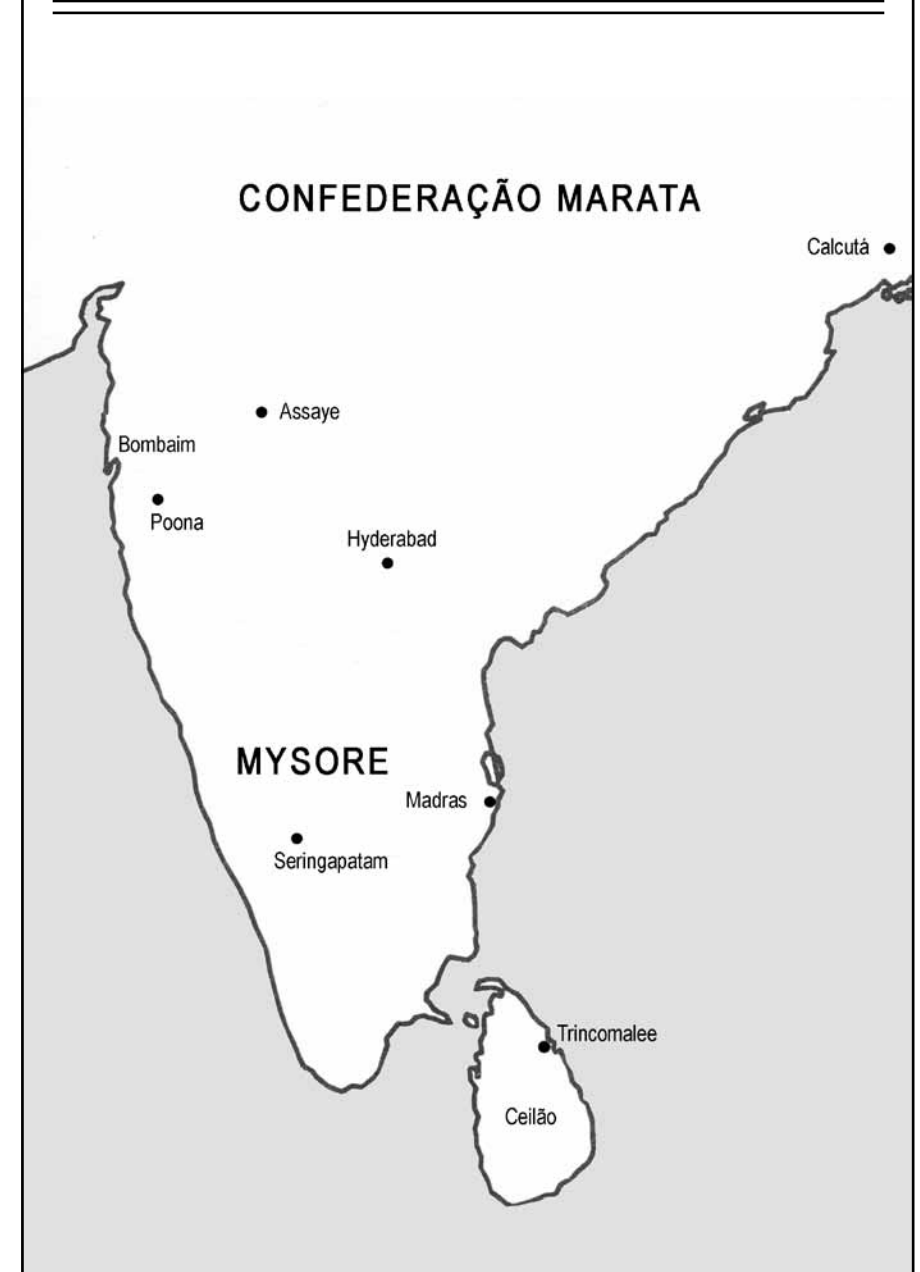 CONFEDERAÇÃO MARATA
Calcutá
Assaye
Bombaim
Poona
Hyderabad
MYSORE
Madras
Seringapatam
Trincomalee
Ceilão